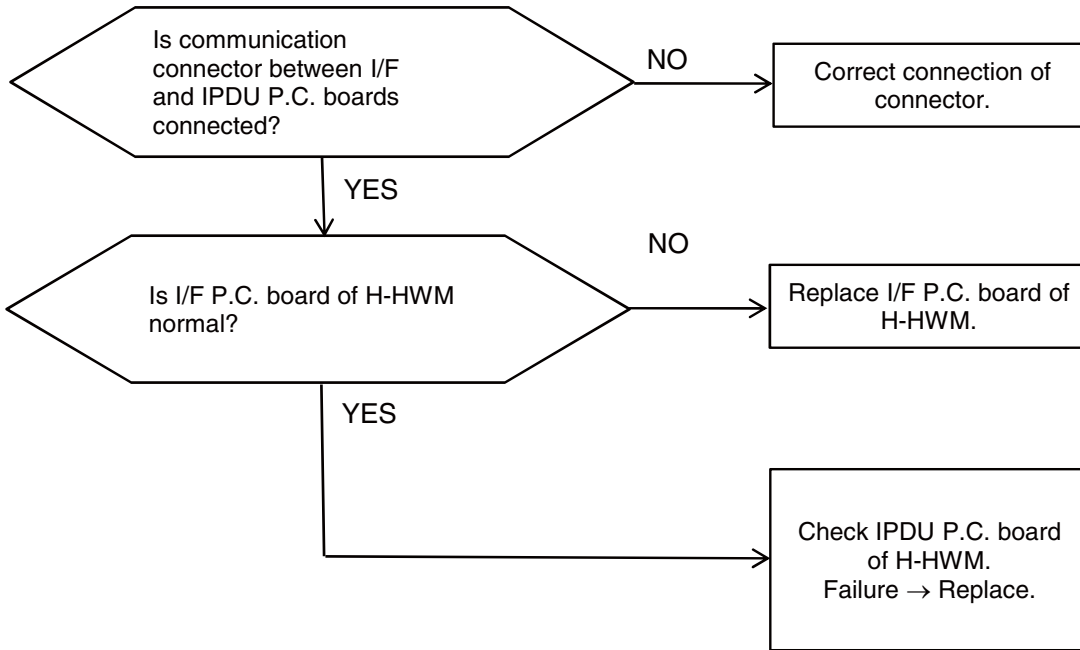 Is communication
connector between I/F
and IPDU P.C. boards
connected?
NO
Correct connection of
connector.
YES
Is I/F P.C. board of H-HWM
normal?
NO
Replace I/F P.C. board of
H-HWM.
YES
Check IPDU P.C. board
of H-HWM.
Failure → Replace.